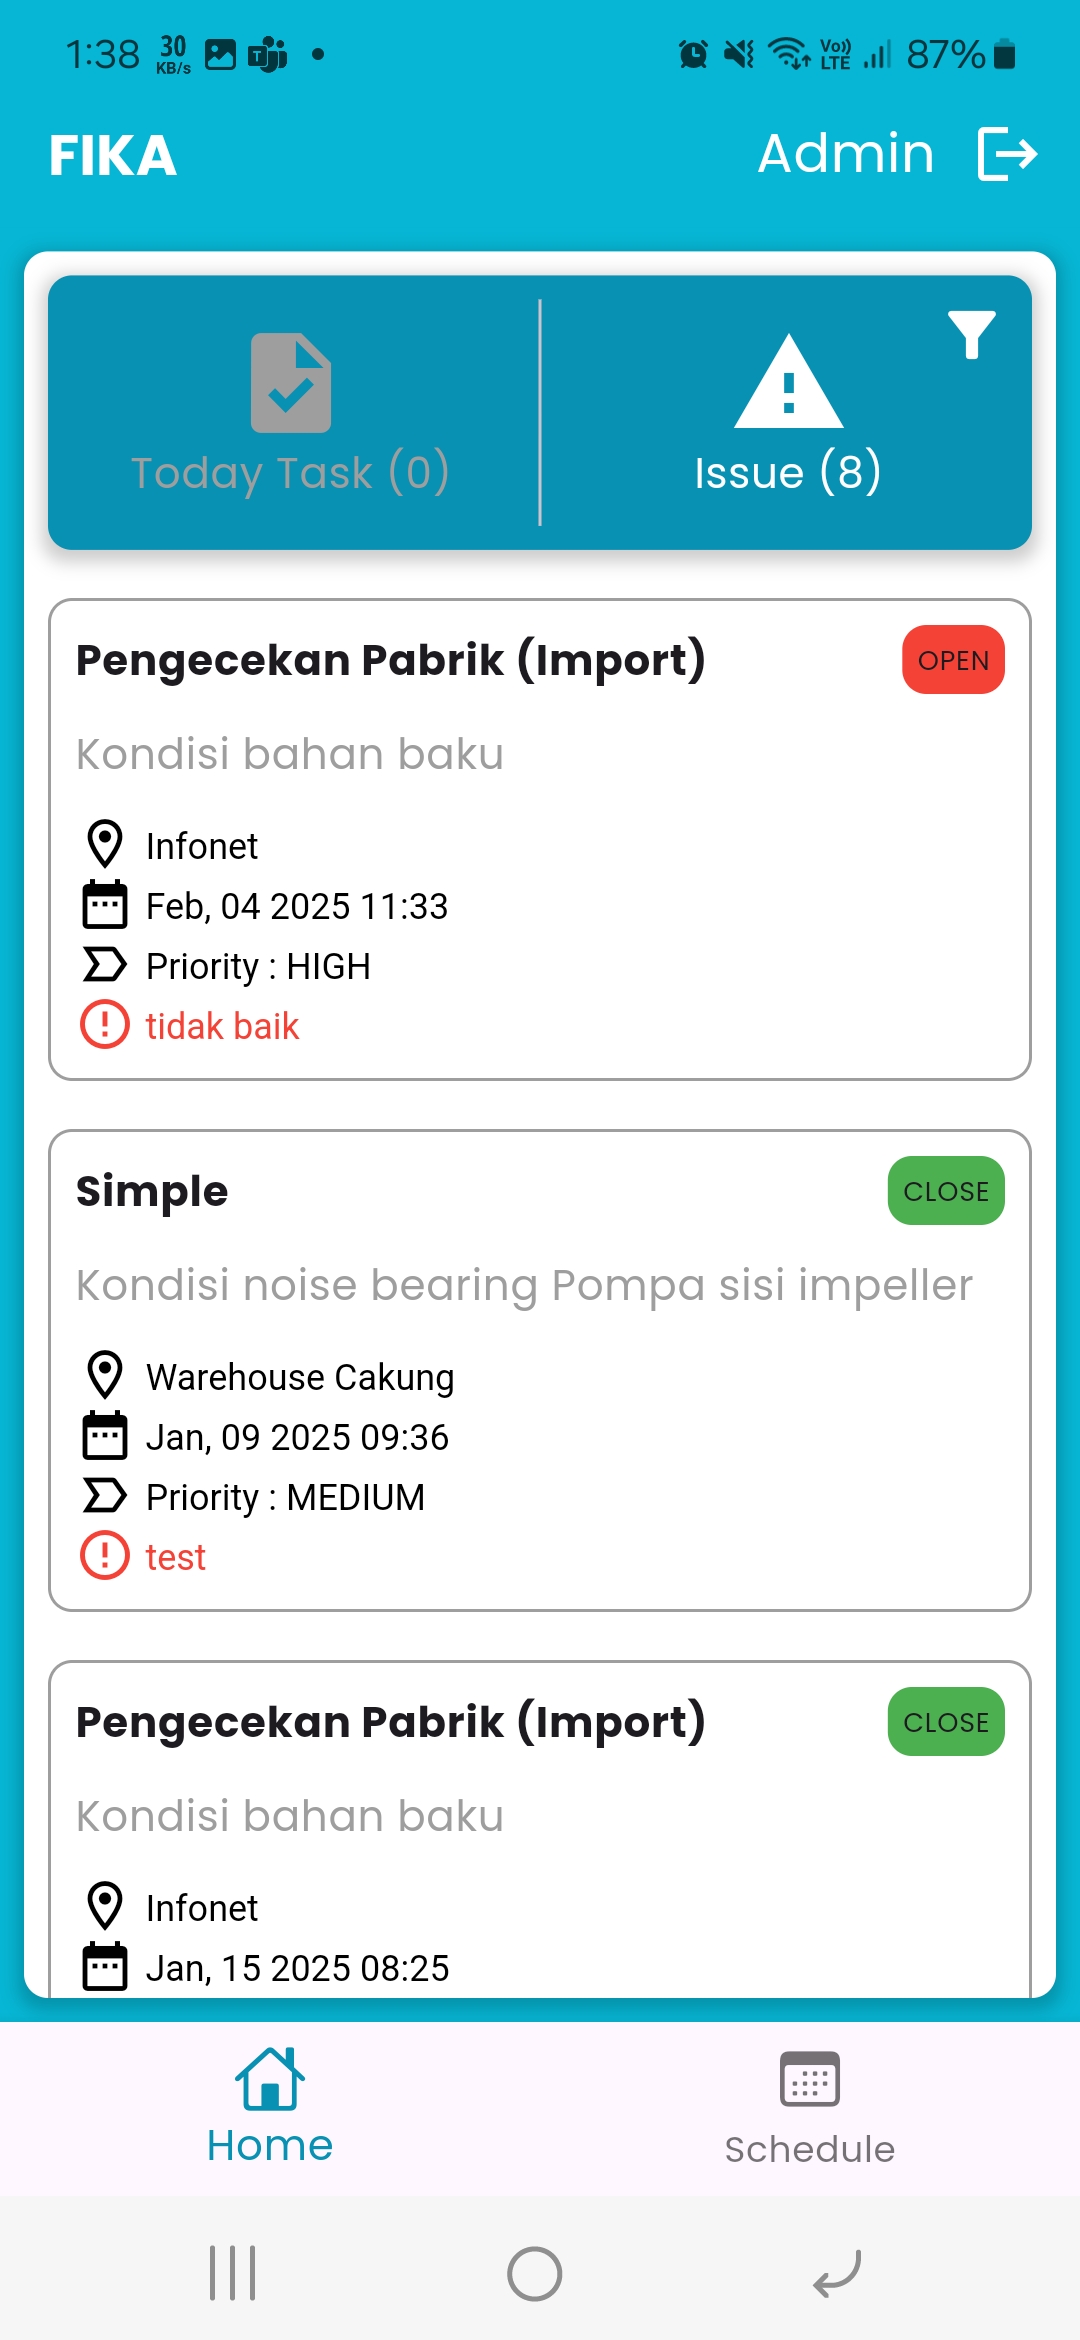 1:38 30 KB/s Vo)) LTE 87%
FIKA Admin
Today Task (0) Issue (8)
Pengecekan Pabrik (Import) OPEN
Kondisi bahan baku
Infonet
Feb, 04 2025 11:33
Priority : HIGH
tidak baik
Simple CLOSE
Kondisi noise bearing Pompa sisi impeller
Warehouse Cakung
Jan, 09 2025 09:36
Priority : MEDIUM
test
Pengecekan Pabrik (Import) CLOSE
Kondisi bahan baku
Infonet
Jan, 15 2025 08:25
Home Schedule